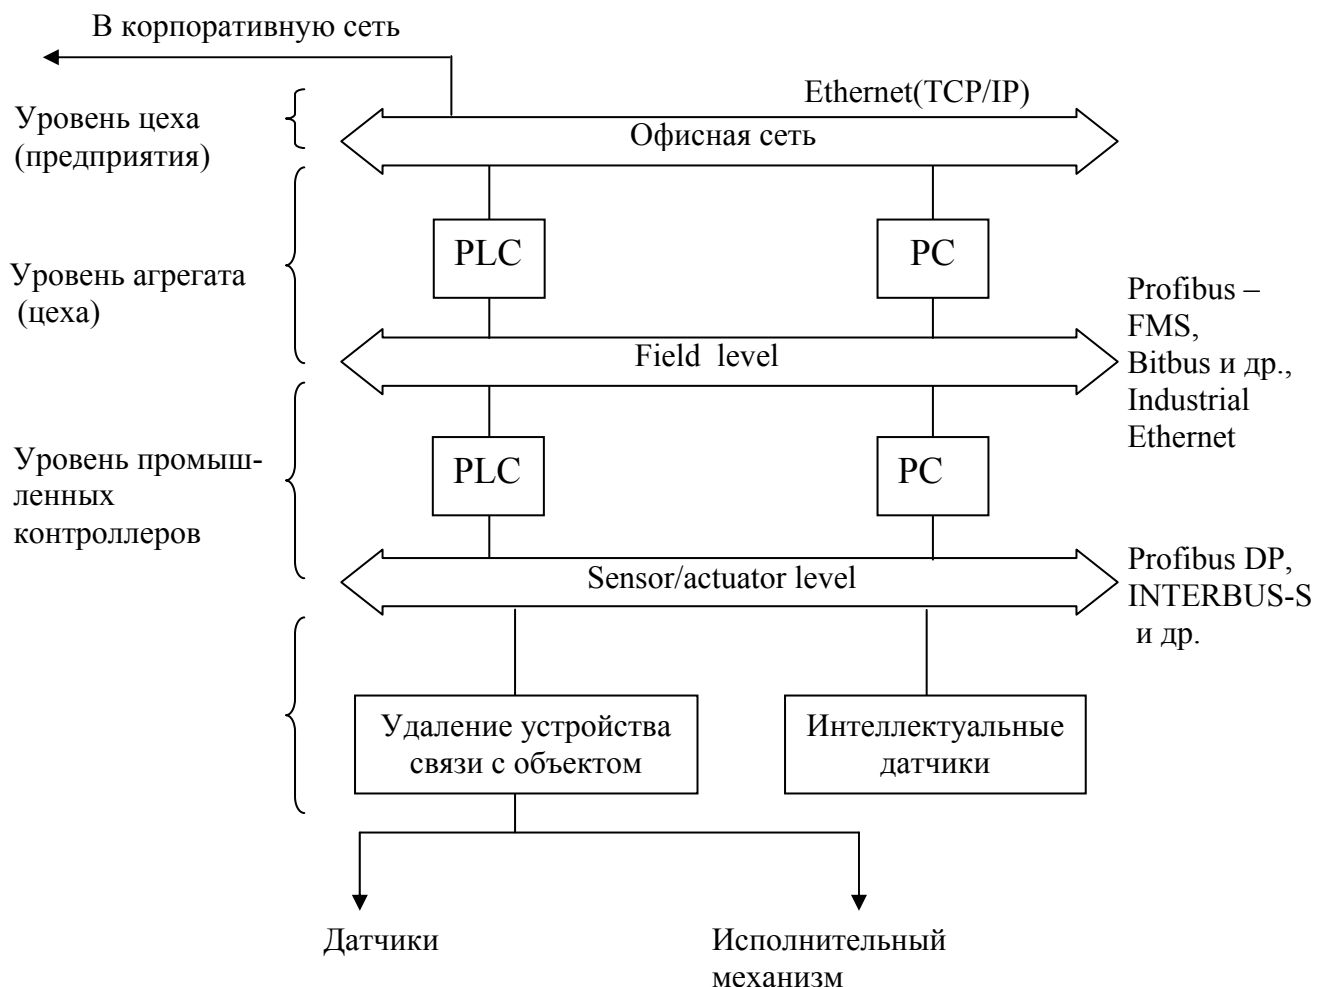 В корпоративную сеть
Ethernet(TCP/IP)
Уровень цеха
(предприятия)
Офисная сеть
PLC
PC
Уровень агрегата
(цеха)
Profibus –
FMS,
Bitbus и др.,
Industrial
Ethernet
Field level
Уровень промыш-
ленных
контроллеров
PLC
PC
Sensor/actuator level
Profibus DP,
INTERBUS-S
и др.
Удаление устройства
связи с объектом
Интеллектуальные
датчики
Датчики
Исполнительный
механизм